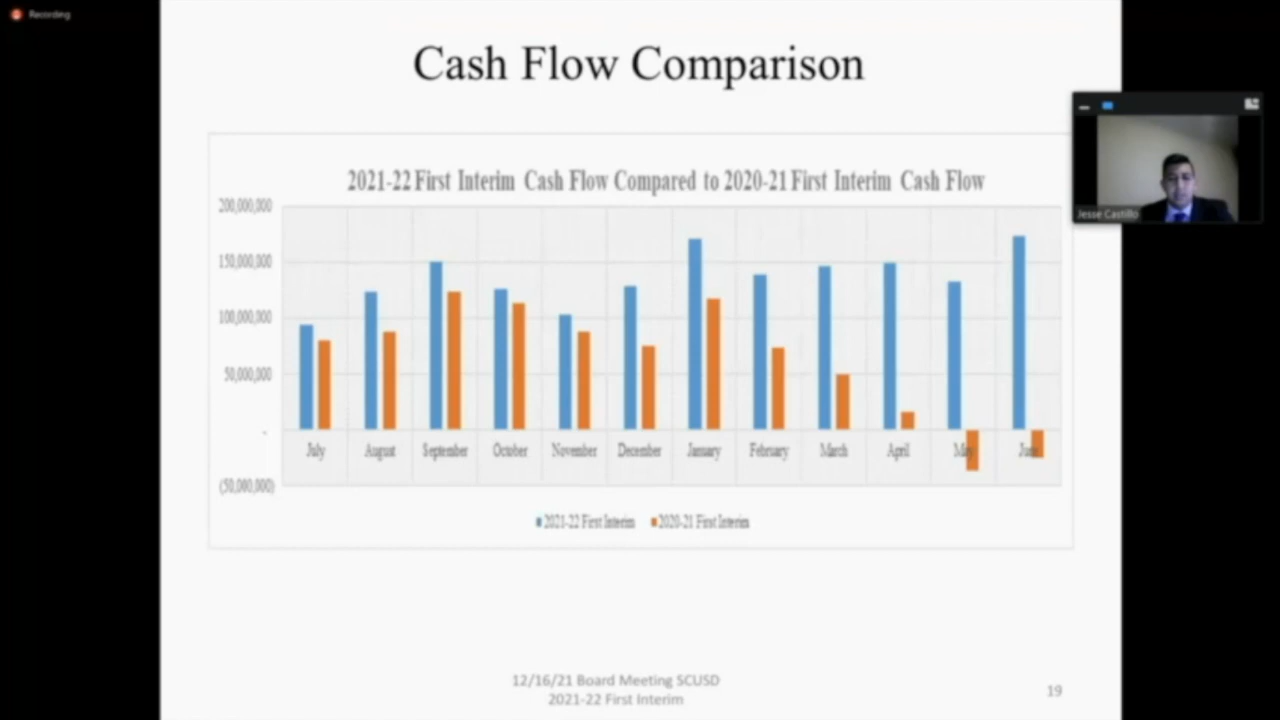 Recording
Cash Flow Comparison
Jesse Castillo
2021-22 First Interim Cash Flow Compared to 2020-21 First Interim Cash Flow
200,000,000
150,000,000
100,000,000
50,000,000
-
(50,000,000)
July August September October November December January February March April May June
2021-22 First Interim 2020-21 First Interim
12/16/21 Board Meeting SCUSD
2021-22 First Interim
19